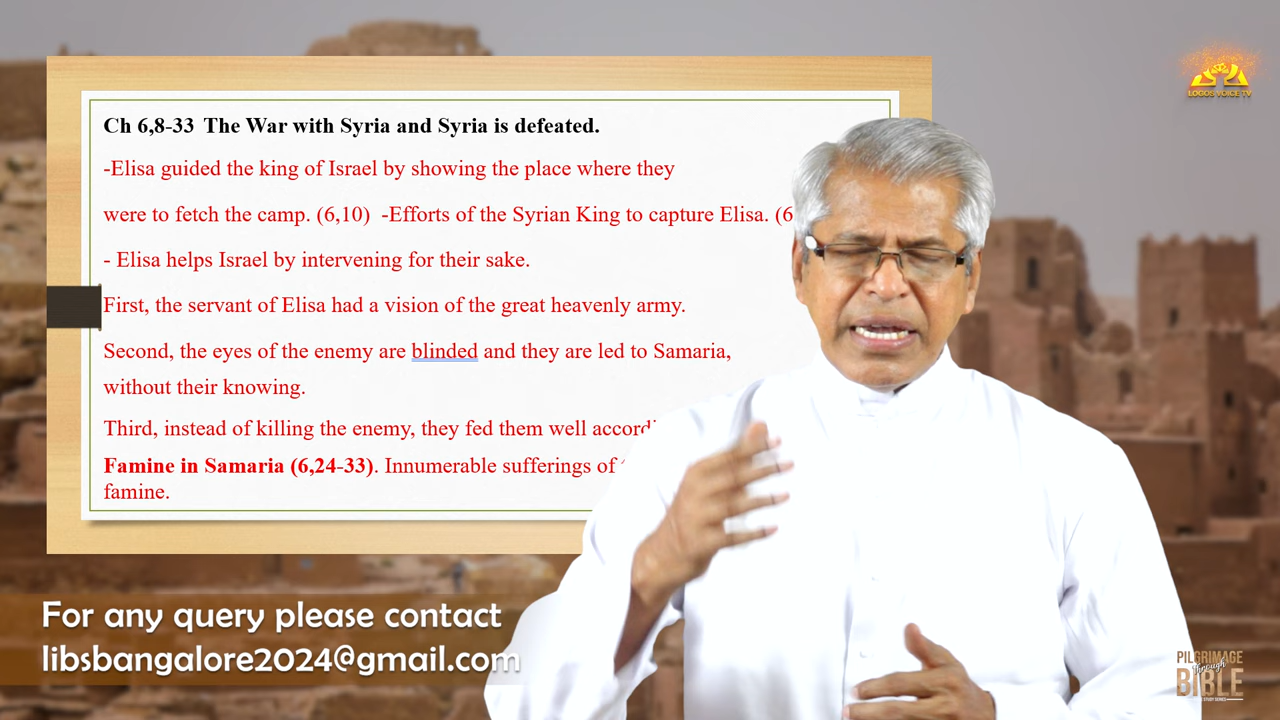 Ch 6,8-33 The War with Syria and Syria is defeated.
-Elisa guided the king of Israel by showing the place where they
were to fetch the camp. (6,10) -Efforts of the Syrian King to capture Elisa. (6
- Elisa helps Israel by intervening for their sake.
First, the servant of Elisa had a vision of the great heavenly army.
Second, the eyes of the enemy are blinded and they are led to Samaria,
without their knowing.
Third, instead of killing the enemy, they fed them well
Famine in Samaria (6,24-33). Innumerable sufferings of
famine.
For any query please contact
libsbangalore2024@gmail.com
LOGOS VOICE TV
PILGRIMAGE
through
BIBLE